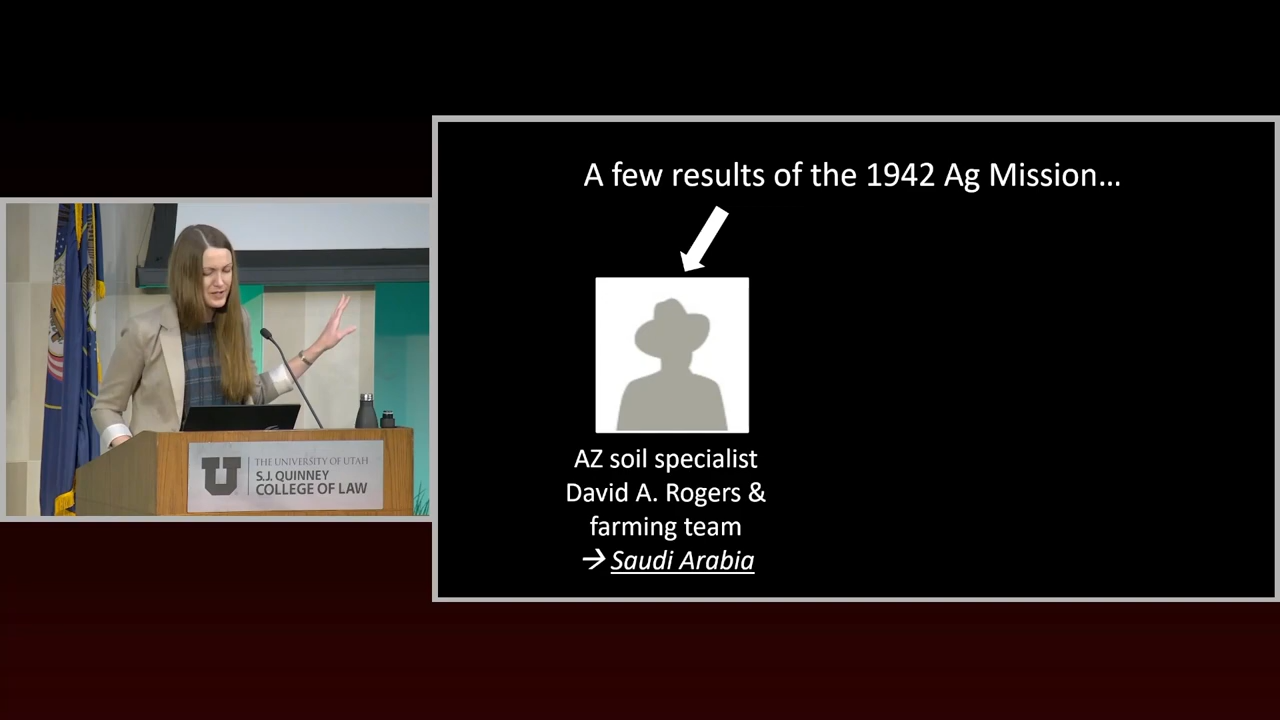 A few results of the 1942 Ag Mission...
AZ soil specialist
David A. Rogers &
farming team
→ Saudi Arabia
U
THE UNIVERSITY OF UTAH
S.J. QUINNEY
COLLEGE OF LAW